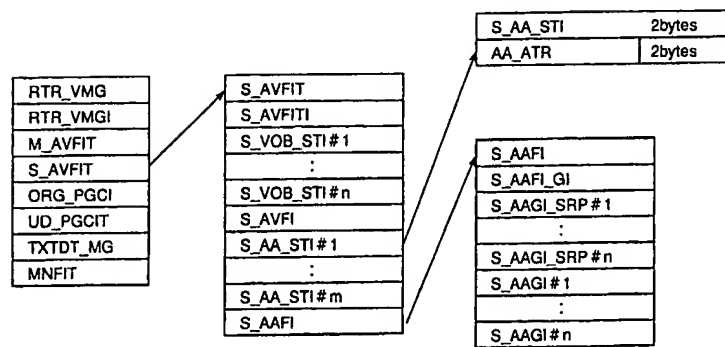 RTR_VMG
RTR_VMGI
M_AVFIT
S_AVFIT
ORG_PGCI
UD_PGCIT
TXTDT_MG
MNFIT
S_AVFIT
S_AVFITI
S_VOB_STI#1
:
S_VOB_STI#n
S_AVFI
S_AA_STI#1
:
S_AA_STI#m
S_AAFI
S_AA_STI 2bytes
AA_ATR 2bytes
S_AAFI
S_AAFI_GI
S_AAGI_SRP#1
:
S_AAGI_SRP#n
S_AAGI#1
:
S_AAGI#n